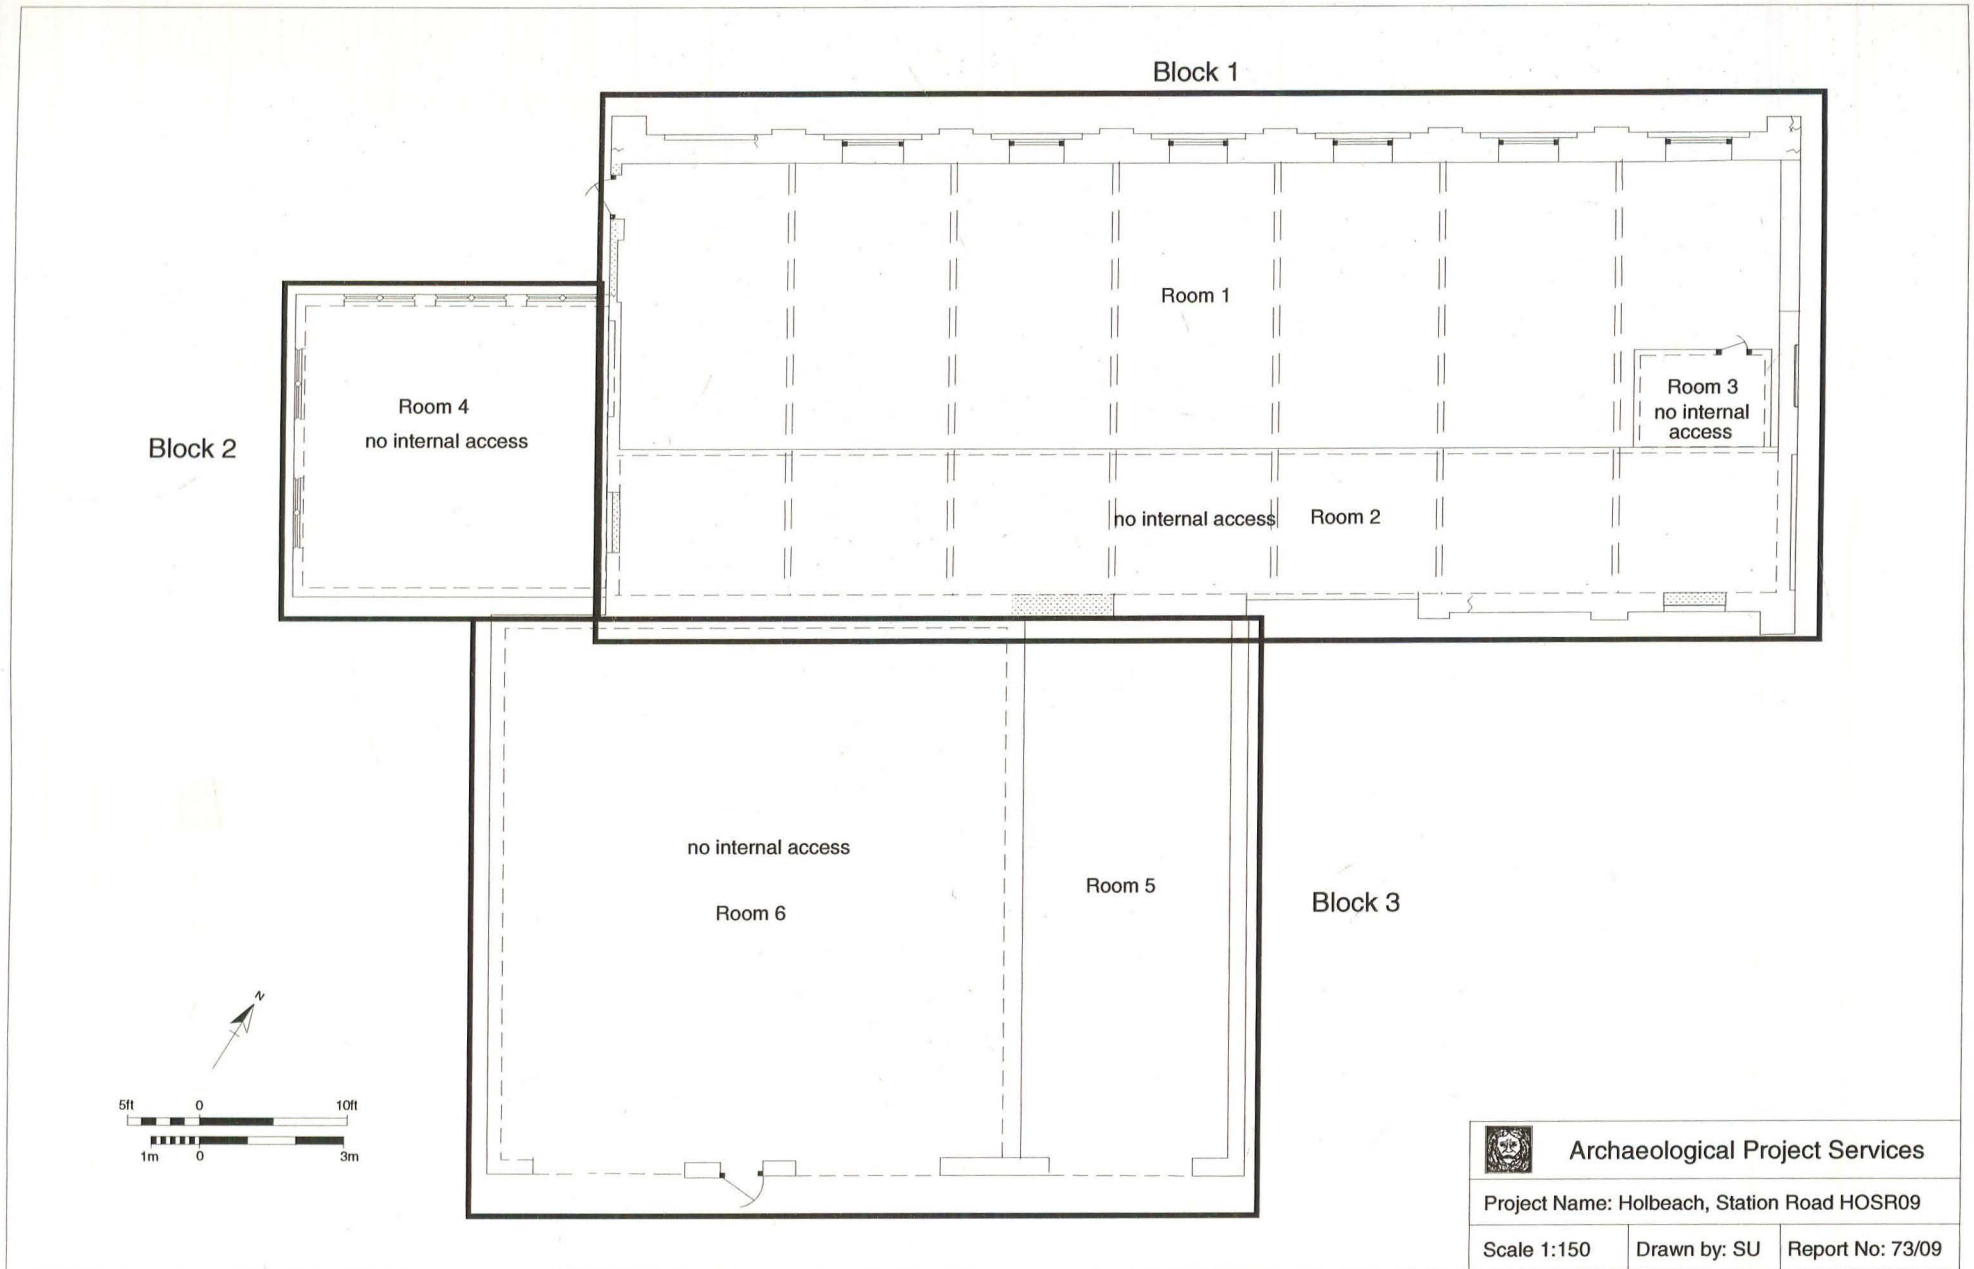 Block 1
Room 1
Room 3
no internal
access
Room 4
no internal access
Block 2
no internal access Room 2
no internal access
Room 6
Room 5
Block 3
N
5ft 0 10ft
1m 0 3m
Archaeological Project Services
Project Name: Holbeach, Station Road HOSR09
Scale 1:150 Drawn by: SU Report No: 73/09